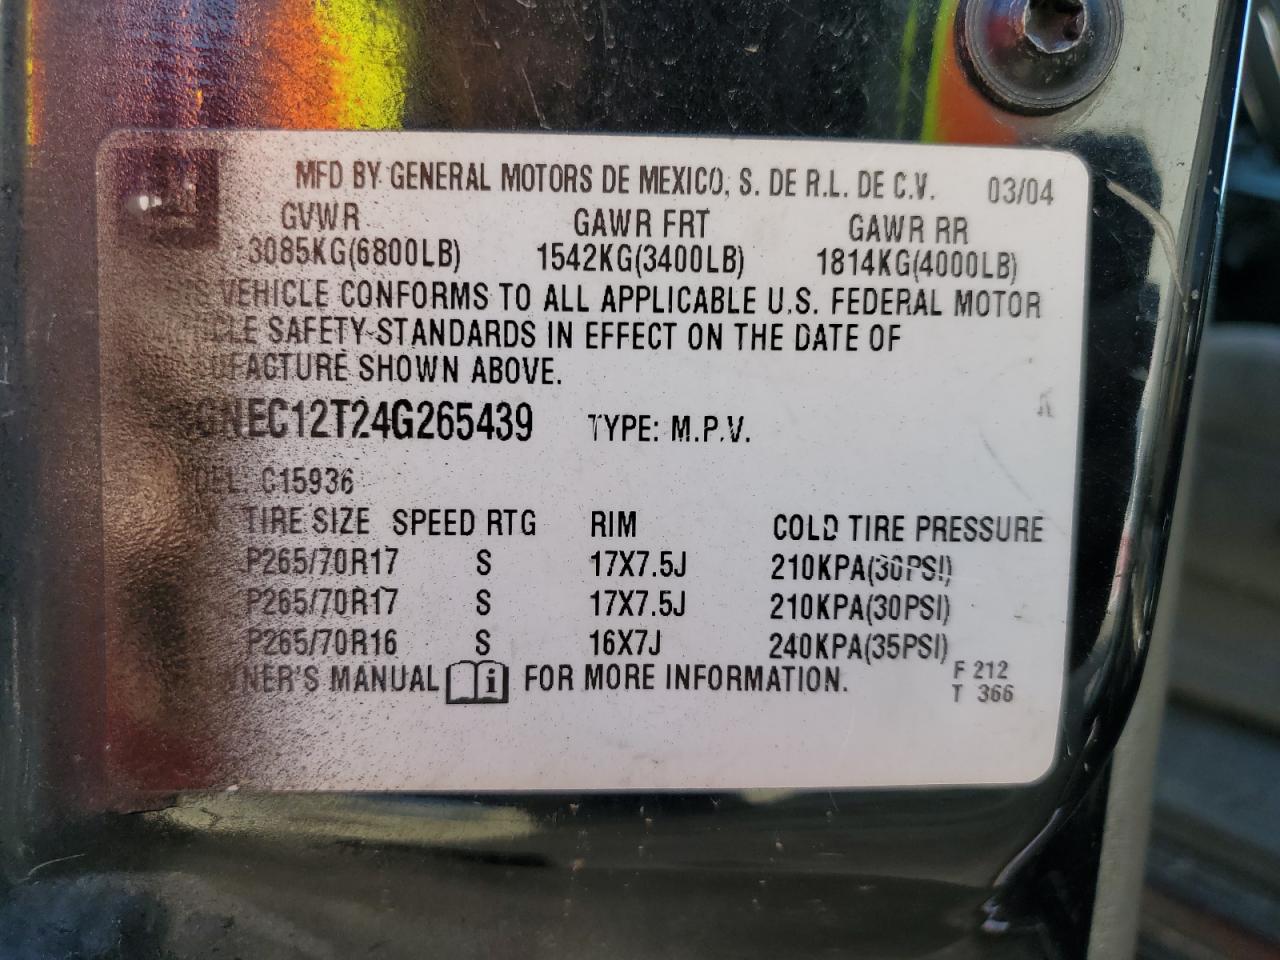 MFD BY GENERAL MOTORS DE MEXICO, S. DE R.L. DE C.V. 03/04
GVWR GAWR FRT GAWR RR
3085KG(6800LB) 1542KG(3400LB) 1814KG(4000LB)
VEHICLE CONFORMS TO ALL APPLICABLE U.S. FEDERAL MOTOR
SAFETY STANDARDS IN EFFECT ON THE DATE OF
SHOWN ABOVE.
GNEC12T24G265439 TYPE: M.P.V.
C15936
TIRE SIZE SPEED RTG RIM COLD TIRE PRESSURE
P265/70R17 S 17X7.5J 210KPA(30PSI)
P265/70R17 S 17X7.5J 210KPA(30PSI)
P265/70R16 S 16X7J 240KPA(35PSI)
MANUAL i FOR MORE INFORMATION.
F 212
T 366